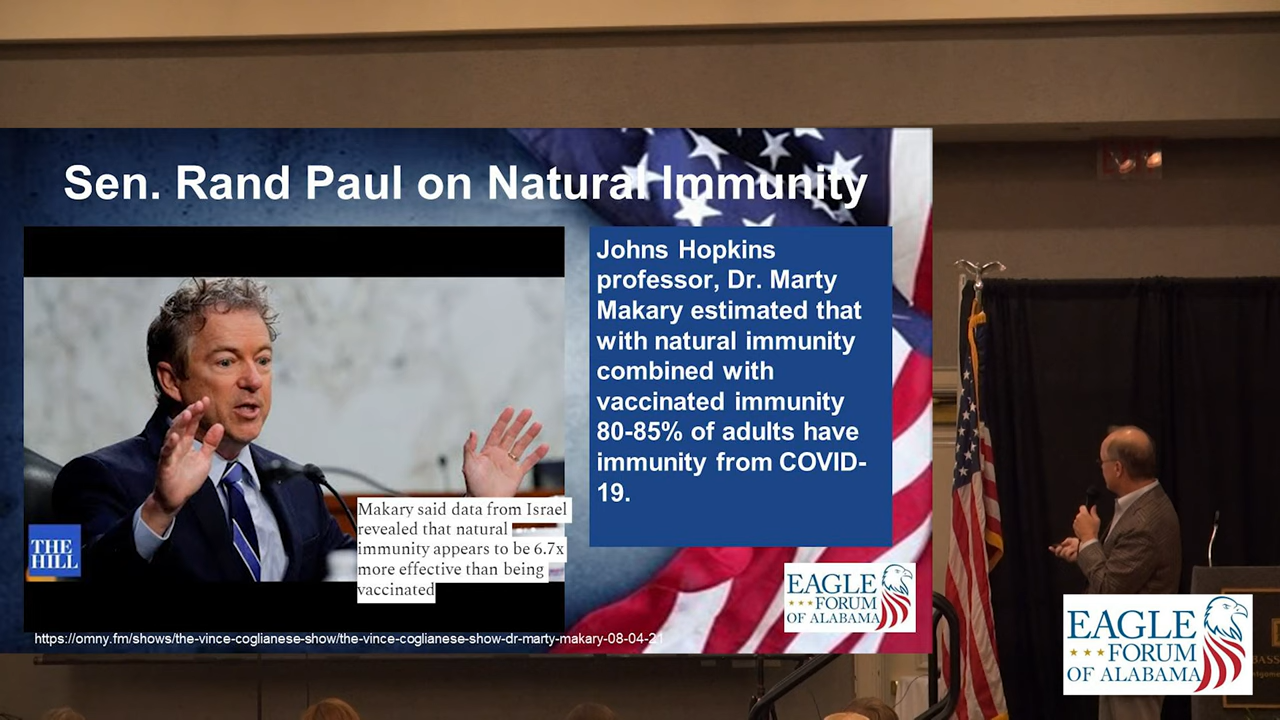 Sen. Rand Paul on Natural Immunity
Johns Hopkins
professor, Dr. Marty
Makary estimated that
with natural immunity
combined with
vaccinated immunity
80-85% of adults have
immunity from COVID-
19.
Makary said data from Israel
revealed that natural
immunity appears to be 6.7x
more effective than being
vaccinated
THE
HILL
EAGLE
FORUM
OF ALABAMA
https://omny.fm/shows/the-vince-coglianese-show/the-vince-coglianese-show-dr-marty-makary-08-04-21
EAGLE
FORUM
OF ALABAMA